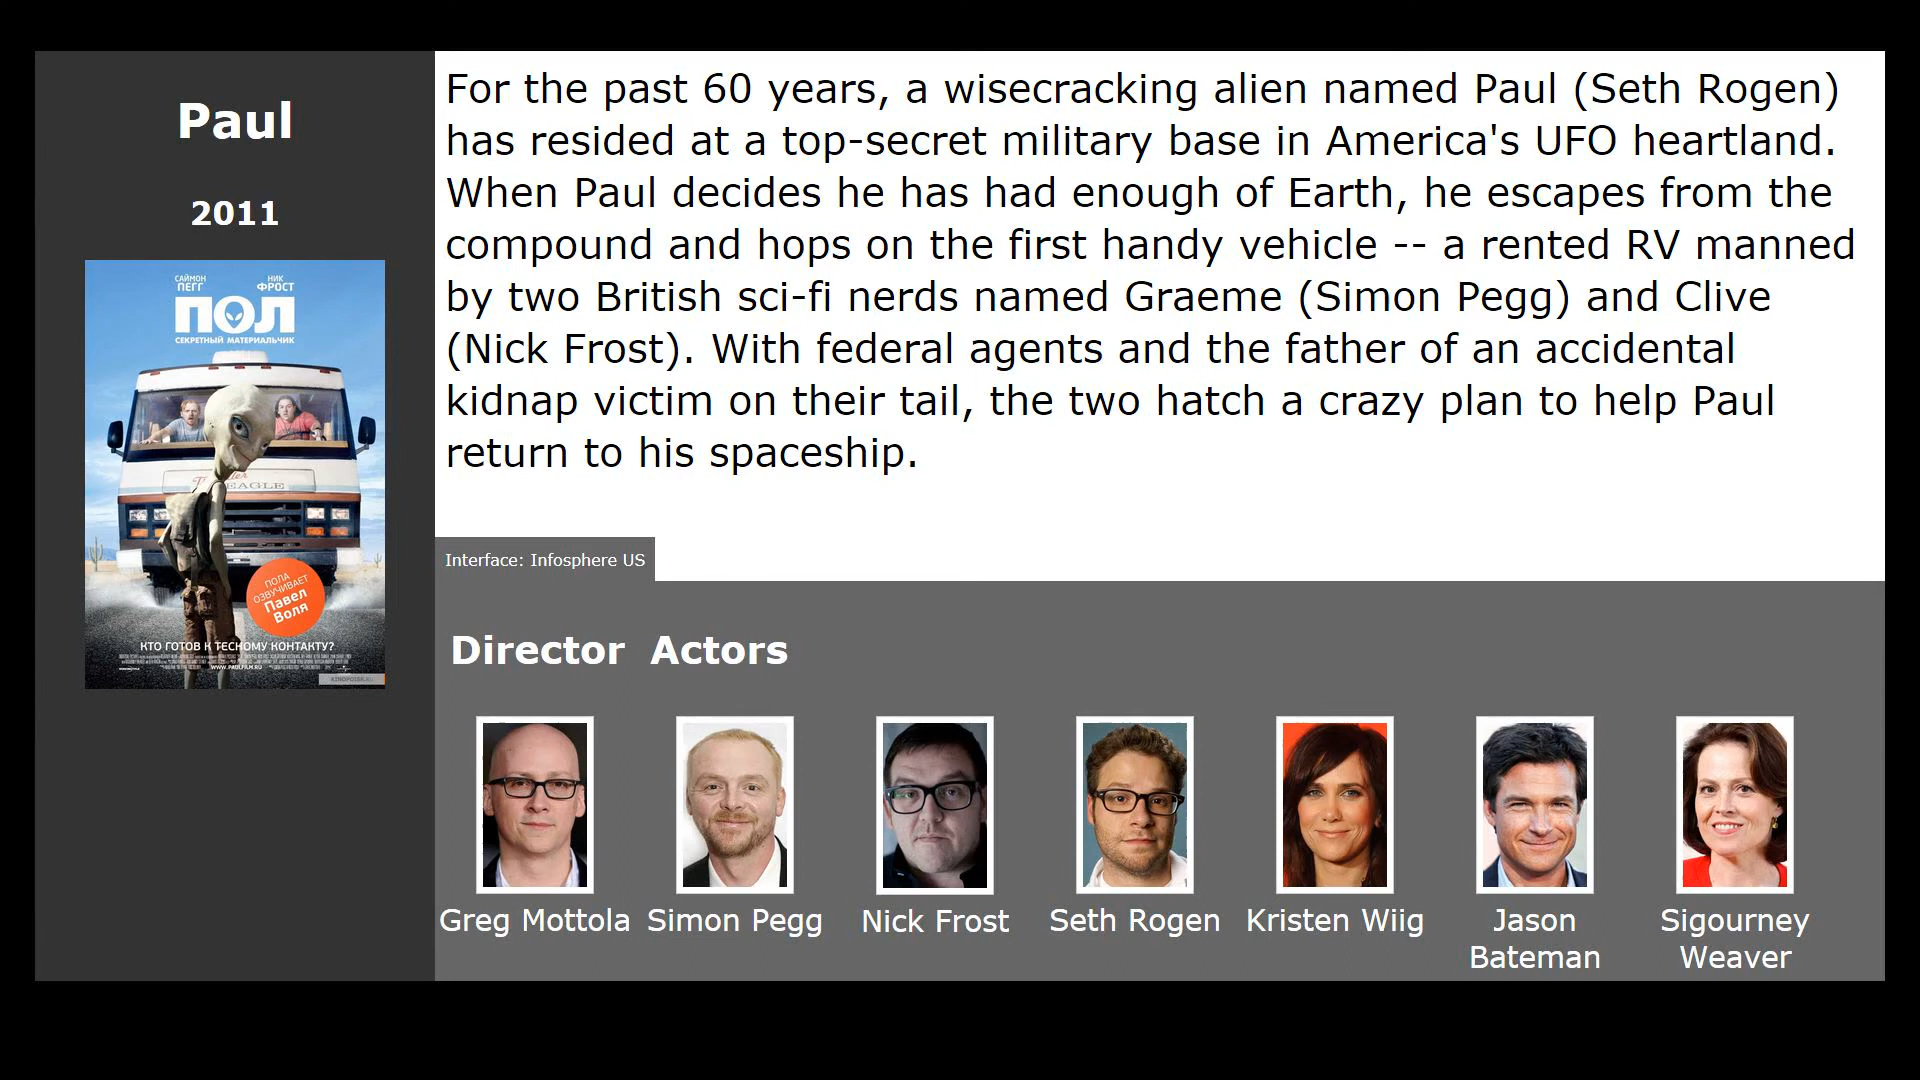 Paul
2011
САЙМОН ПЕГГ
НИК ФРОСТ
ПОЛ
СЕКРЕТНЫЙ МАТЕРИАЛЬЧИК
EAGLE
ПОЛА
ОЗВУЧИВАЕТ
Павел
Воля
КТО ГОТОВ К ТЕСНОМУ КОНТАКТУ?
WWW.PAULFILM.RU
KINOPOISK.RU
For the past 60 years, a wisecracking alien named Paul (Seth Rogen)
has resided at a top-secret military base in America's UFO heartland.
When Paul decides he has had enough of Earth, he escapes from the
compound and hops on the first handy vehicle -- a rented RV manned
by two British sci-fi nerds named Graeme (Simon Pegg) and Clive
(Nick Frost). With federal agents and the father of an accidental
kidnap victim on their tail, the two hatch a crazy plan to help Paul
return to his spaceship.
Interface: Infosphere US
Director Actors
Greg Mottola Simon Pegg Nick Frost Seth Rogen Kristen Wiig Jason Bateman Sigourney Weaver